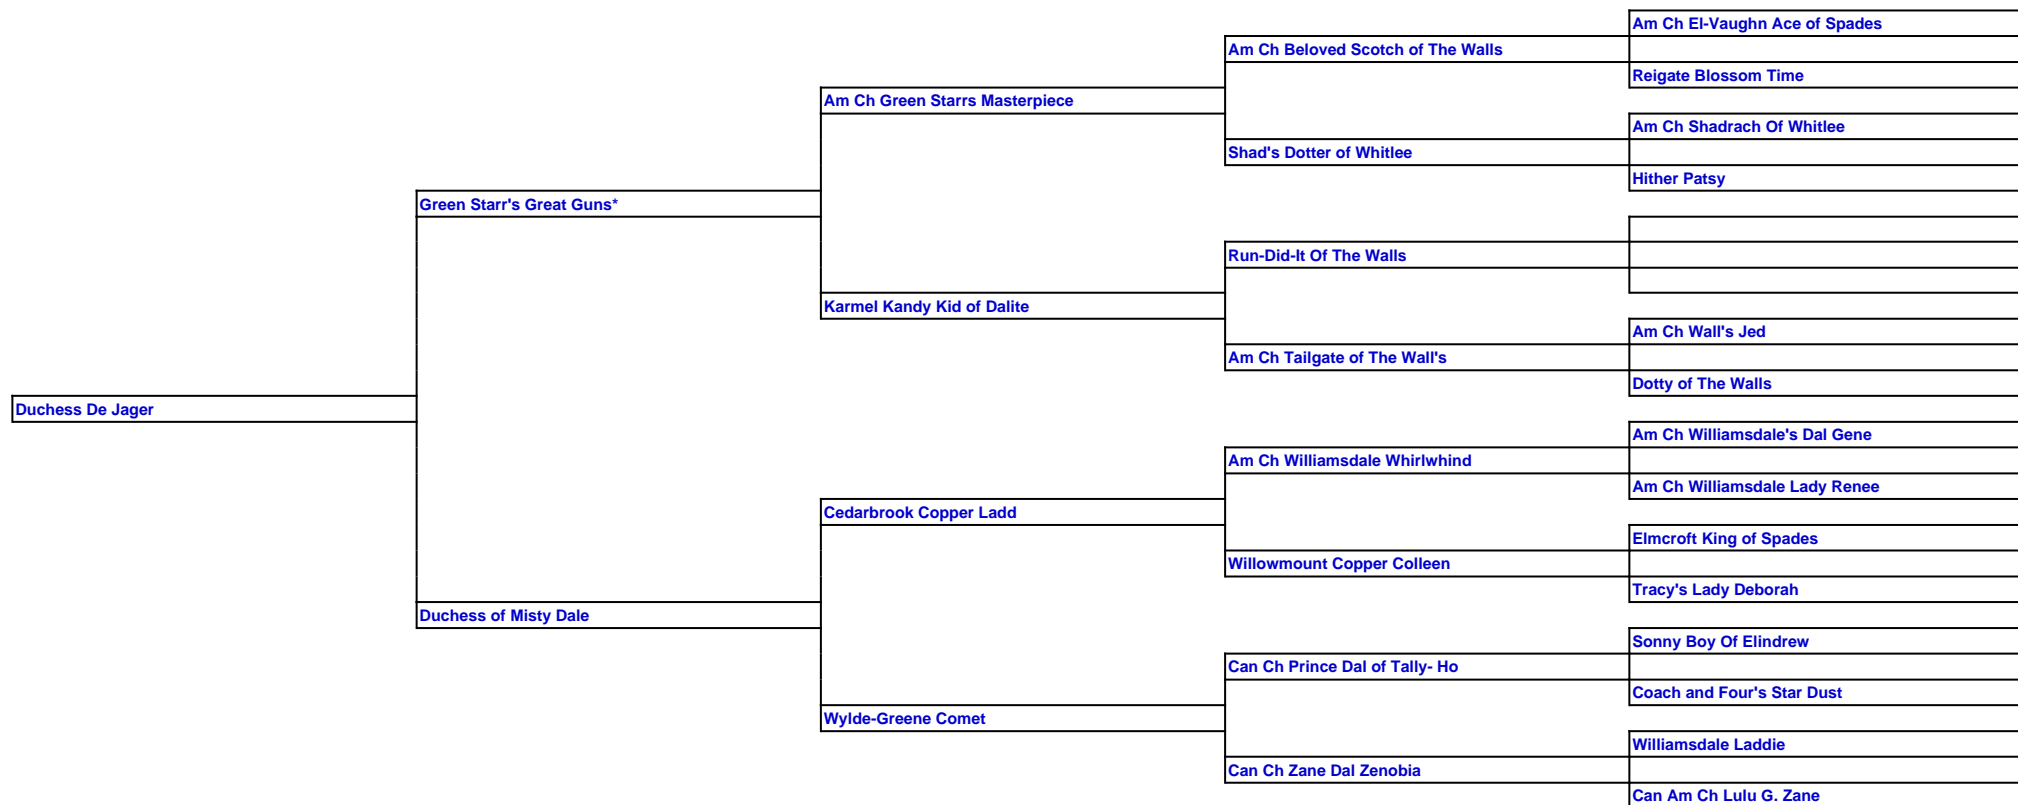 Am Ch El-Vaughn Ace of Spades
Am Ch Beloved Scotch of The Walls
Reigate Blossom Time
Am Ch Green Starrs Masterpiece
Am Ch Shadrach Of Whitlee
Shad's Dotter of Whitlee
Hither Patsy
Green Starr's Great Guns*
Run-Did-It Of The Walls
Karmel Kandy Kid of Dalite
Am Ch Wall's Jed
Am Ch Tailgate of The Wall's
Dotty of The Walls
Duchess De Jager
Am Ch Williamsdale's Dal Gene
Am Ch Williamsdale Whirlwhind
Am Ch Williamsdale Lady Renee
Cedarbrook Copper Ladd
Elmcroft King of Spades
Willowmount Copper Colleen
Tracy's Lady Deborah
Duchess of Misty Dale
Sonny Boy Of Elindrew
Can Ch Prince Dal of Tally- Ho
Coach and Four's Star Dust
Wylde-Greene Comet
Williamsdale Laddie
Can Ch Zane Dal Zenobia
Can Am Ch Lulu G. Zane